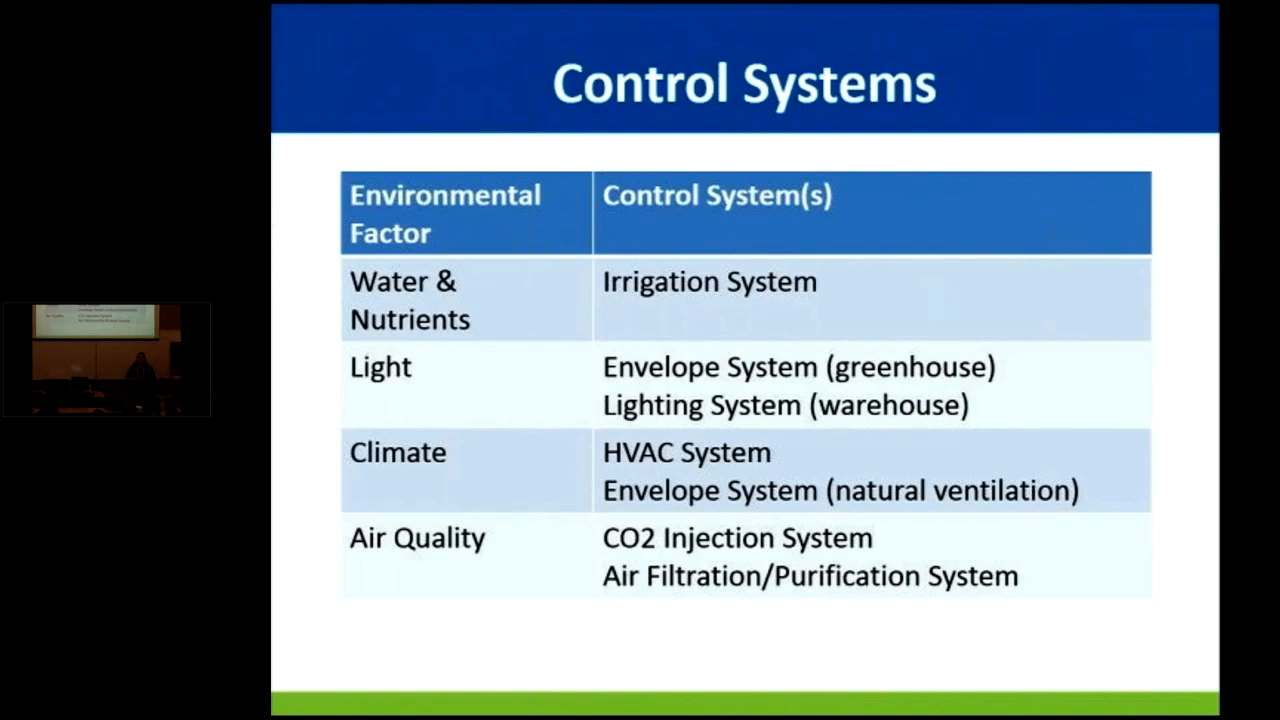 Control Systems
Environmental
Factor
Control System(s)
Water &
Nutrients
Irrigation System
Light
Envelope System (greenhouse)
Lighting System (warehouse)
Climate
HVAC System
Envelope System (natural ventilation)
Air Quality
CO2 Injection System
Air Filtration/Purification System